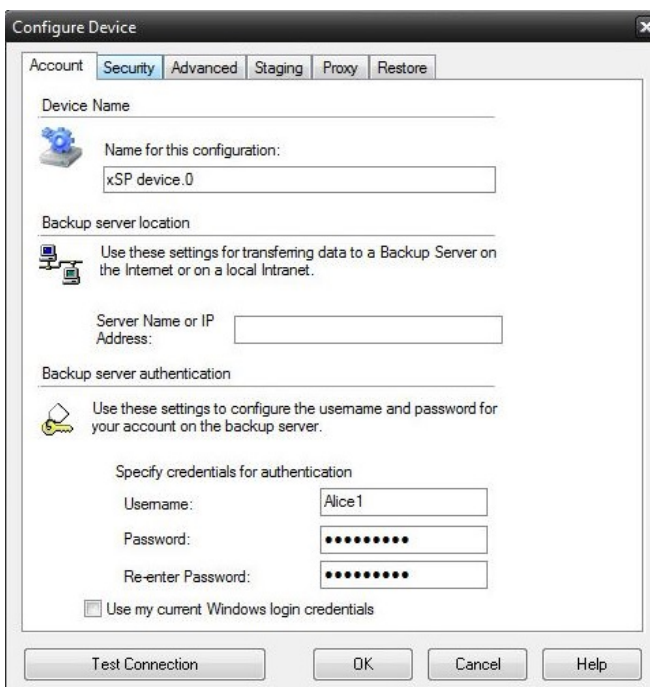 Configure Device
Account Security Advanced Staging Proxy Restore
Device Name
Name for this configuration:
xSP device.0
Backup server location
Use these settings for transferring data to a Backup Server on
the Internet or on a local Intranet.
Server Name or IP
Address:
Backup server authentication
Use these settings to configure the username and password for
your account on the backup server.
Specify credentials for authentication
Username: Alice1
Password: •••••••••
Re-enter Password: •••••••••
Use my current Windows login credentials
Test Connection OK Cancel Help